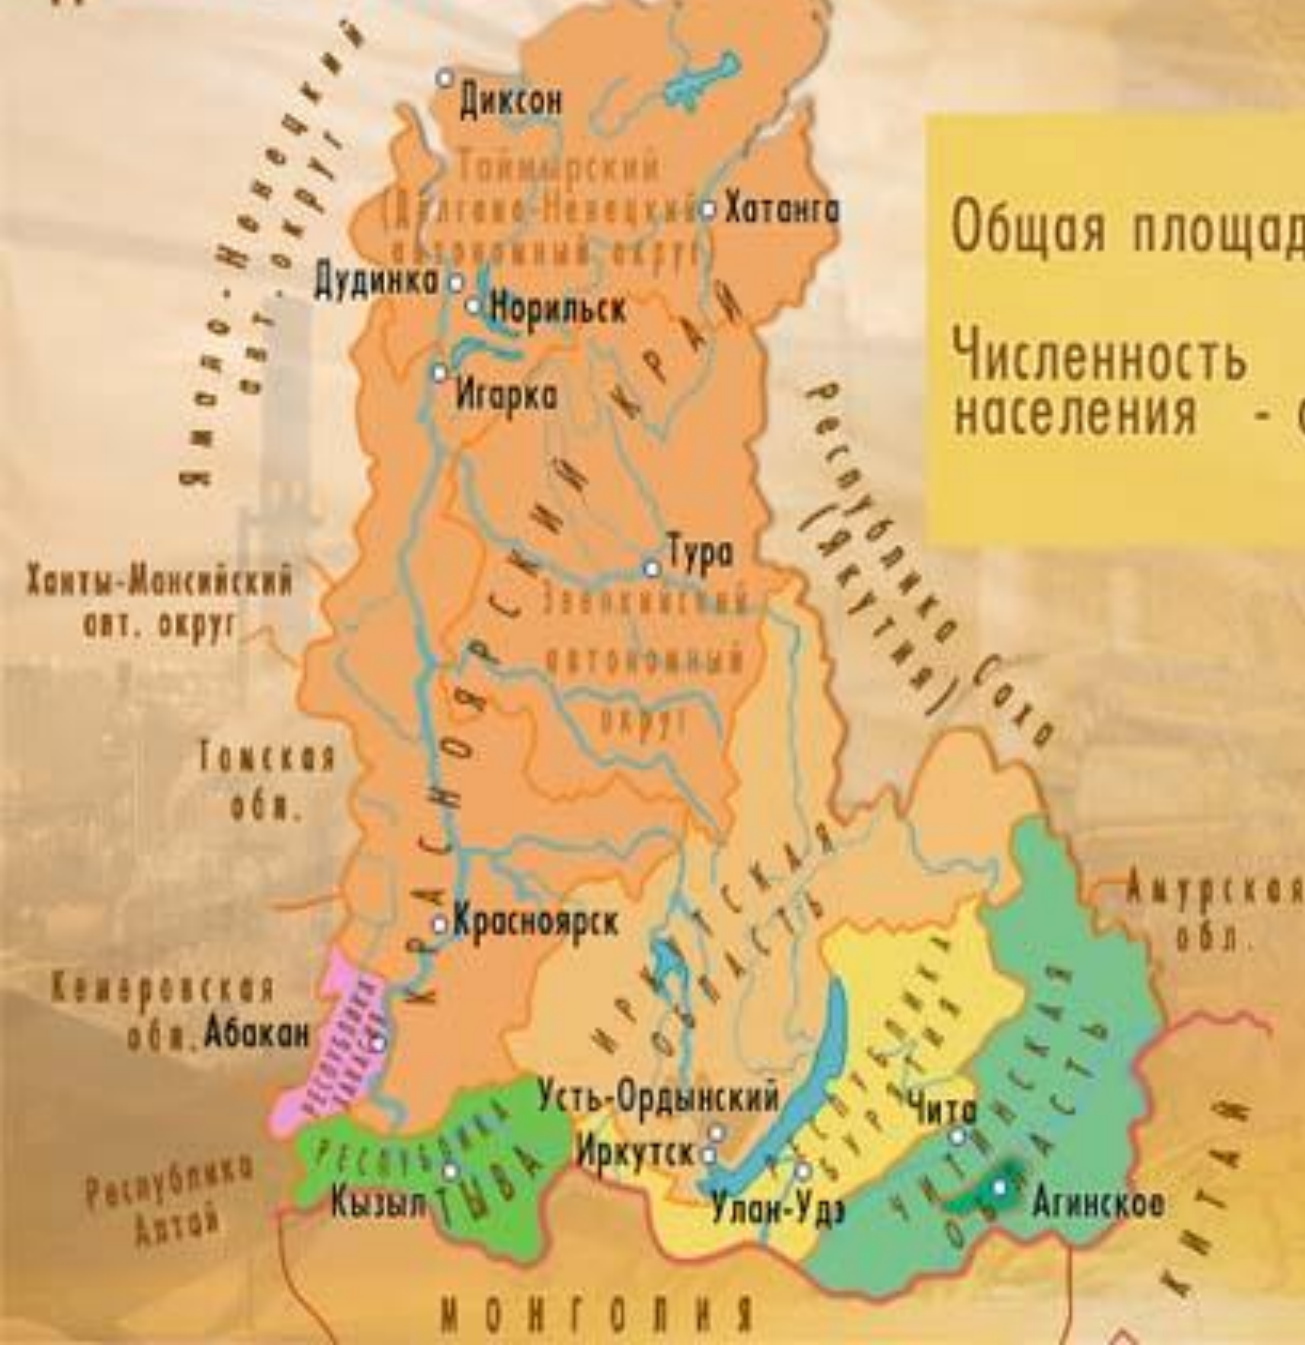 Диксон
Ямало-Ненецкий
авт. округ
Таймырский
(Долгано-Ненецкий)
автономный округ
Хатанга
Дудинка
Норильск
Игарка
КРАСНОЯРСКИЙ КРАЙ
Общая площад
Численность
населения -
Республика Саха
(Якутия)
Тура
Эвенкийский
автономный
округ
Ханты-Мансийский
авт. округ
Томская
обл.
Красноярск
ИРКУТСКАЯ
ОБЛАСТЬ
Амурская
обл.
Кемеровская
обл.
Абакан
РЕСПУБЛИКА
ХАКАСИЯ
Усть-Ордынский
Иркутск
РЕСПУБЛИКА
БУРЯТИЯ
Чита
ЧИТИНСКАЯ
ОБЛАСТЬ
РЕСПУБЛИКА
ТЫВА
Кызыл
Республика
Алтай
Улан-Удэ
Агинское
КИТАЙ
МОНГОЛИЯ